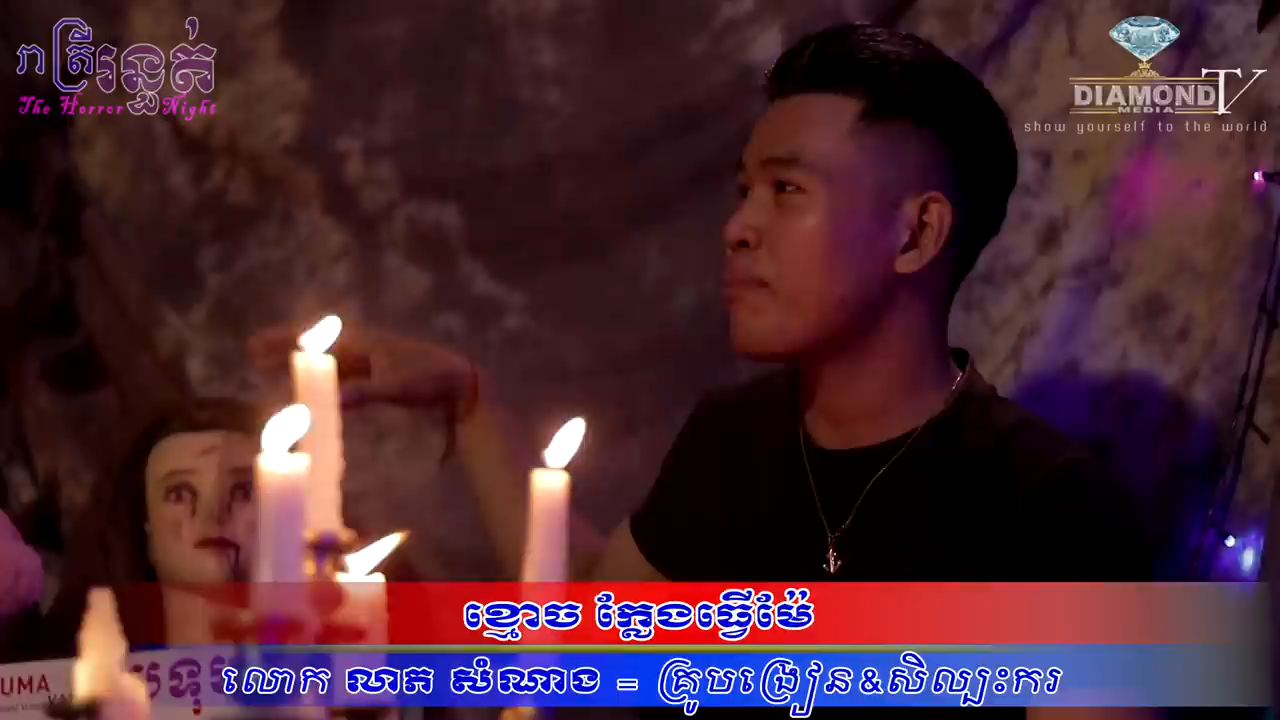 រាត្រីរន្ធត់
The Horror Night
DIAMOND TV
MEDIA
show yourself to the world
ខ្មោច ក្លែងធ្វើម៉ែ
លោក លាត សំណាង = គ្រូបង្រៀន&សិល្បះករ
UMA